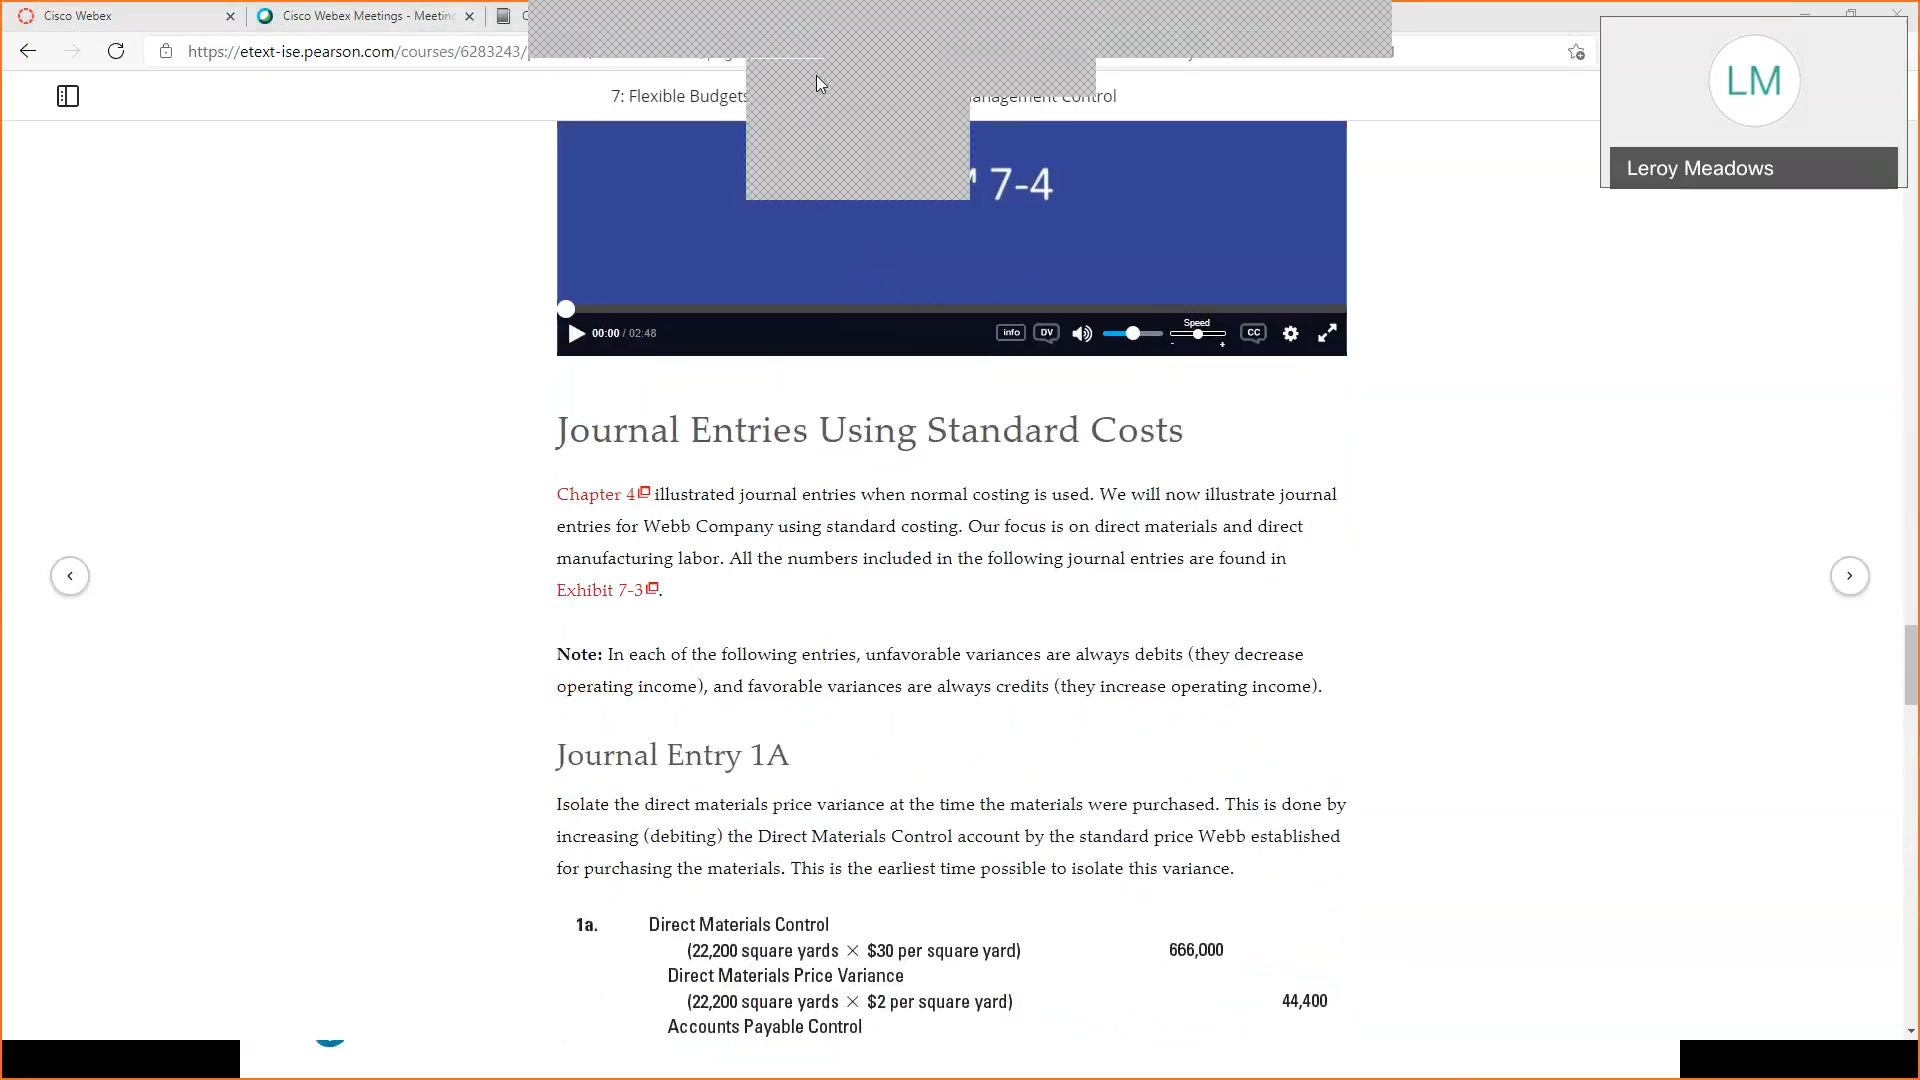 Cisco Webex
Cisco Webex Meetings - Meeting
https://etext-ise.pearson.com/courses/6283243/
7: Flexible Budgets
Management Control
LM
Leroy Meadows
7-4
00:00 / 02:48
info
DV
Speed
- +
CC
Journal Entries Using Standard Costs
Chapter 4 illustrated journal entries when normal costing is used. We will now illustrate journal
entries for Webb Company using standard costing. Our focus is on direct materials and direct
manufacturing labor. All the numbers included in the following journal entries are found in
Exhibit 7-3.
Note: In each of the following entries, unfavorable variances are always debits (they decrease
operating income), and favorable variances are always credits (they increase operating income).
Journal Entry 1A
Isolate the direct materials price variance at the time the materials were purchased. This is done by
increasing (debiting) the Direct Materials Control account by the standard price Webb established
for purchasing the materials. This is the earliest time possible to isolate this variance.
1a. Direct Materials Control
(22,200 square yards × $30 per square yard) 666,000
Direct Materials Price Variance
(22,200 square yards × $2 per square yard) 44,400
Accounts Payable Control